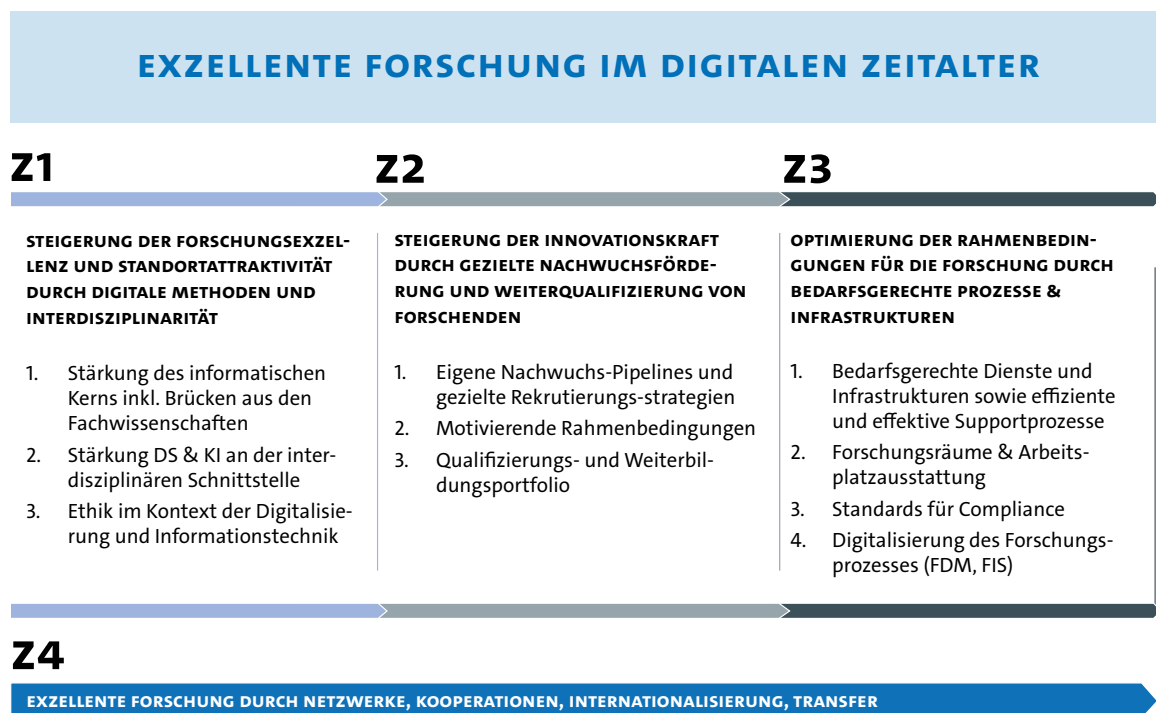 EXZELLENTE FORSCHUNG IM DIGITALEN ZEITALTER
Z1
STEIGERUNG DER FORSCHUNGSEXZEL-
LENZ UND STANDORTATTRAKTIVITÄT
DURCH DIGITALE METHODEN UND
INTERDISZIPLINARITÄT
1. Stärkung des informatischen
Kerns inkl. Brücken aus den
Fachwissenschaften
2. Stärkung DS & KI an der inter-
disziplinären Schnittstelle
3. Ethik im Kontext der Digitalisie-
rung und Informationstechnik
Z2
STEIGERUNG DER INNOVATIONSKRAFT
DURCH GEZIELTE NACHWUCHSFÖRDE-
RUNG UND WEITERQUALIFIZIERUNG VON
FORSCHENDEN
1. Eigene Nachwuchs-Pipelines und
gezielte Rekrutierungs-strategien
2. Motivierende Rahmenbedingungen
3. Qualifizierungs- und Weiterbil-
dungsportfolio
Z3
OPTIMIERUNG DER RAHMENBEDIN-
GUNGEN FÜR DIE FORSCHUNG DURCH
BEDARFSGERECHTE PROZESSE &
INFRASTRUKTUREN
1. Bedarfsgerechte Dienste und
Infrastrukturen sowie effiziente
und effektive Supportprozesse
2. Forschungsräume & Arbeits-
platzausstattung
3. Standards für Compliance
4. Digitalisierung des Forschungs-
prozesses (FDM, FIS)
Z4
EXZELLENTE FORSCHUNG DURCH NETZWERKE, KOOPERATIONEN, INTERNATIONALISIERUNG, TRANSFER